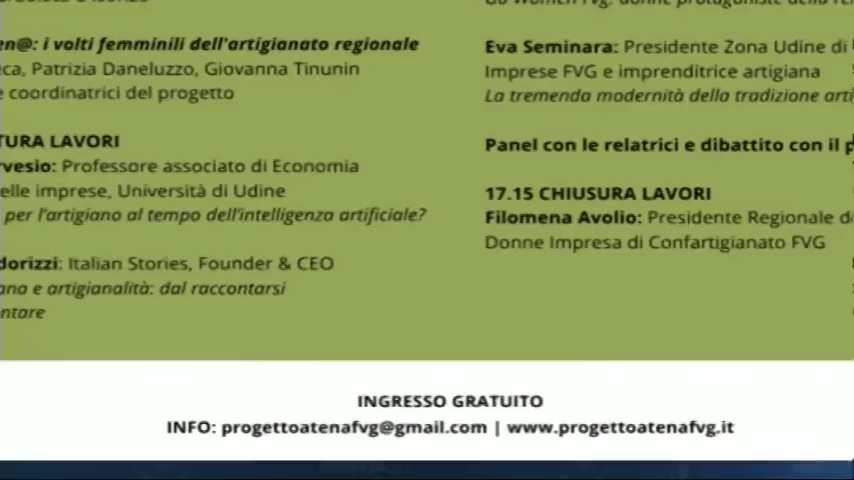 en@: i volti femminili dell'artigianato regionale
eca, Patrizia Daneluzzo, Giovanna Tinunin
e coordinatrici del progetto
TURA LAVORI
rvesio: Professore associato di Economia
elle imprese, Università di Udine
per l'artigiano al tempo dell'intelligenza artificiale?
dorizzi: Italian Stories, Founder & CEO
ana e artigianalità: dal raccontarsi
ntare
Eva Seminara: Presidente Zona Udine di
Imprese FVG e imprenditrice artigiana
La tremenda modernità della tradizione arti
Panel con le relatrici e dibattito con il p
17.15 CHIUSURA LAVORI
Filomena Avolio: Presidente Regionale d
Donne Impresa di Confartigianato FVG
INGRESSO GRATUITO
INFO: progettoatenafvg@gmail.com | www.progettoatenafvg.it